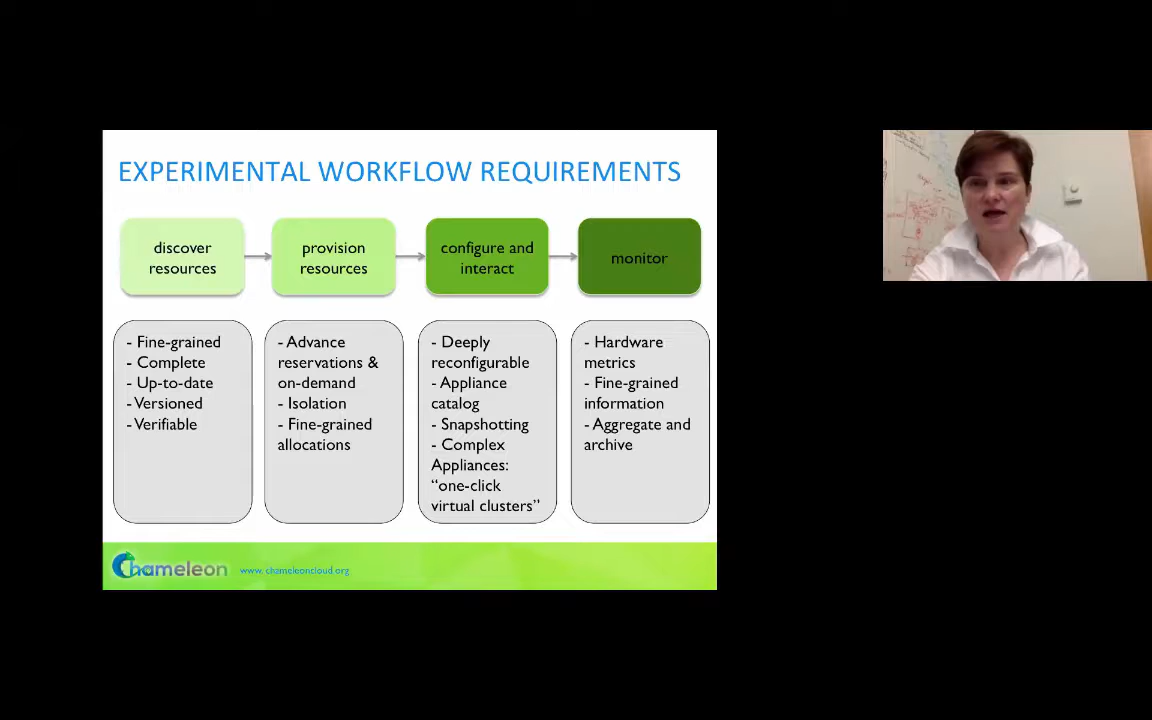 EXPERIMENTAL WORKFLOW REQUIREMENTS
discover
resources
provision
resources
configure and
interact
monitor
- Fine-grained
- Complete
- Up-to-date
- Versioned
- Verifiable
- Advance
reservations &
on-demand
- Isolation
- Fine-grained
allocations
- Deeply
reconfigurable
- Appliance
catalog
- Snapshotting
- Complex
Appliances:
“one-click
virtual clusters”
- Hardware
metrics
- Fine-grained
information
- Aggregate and
archive
Chameleon
www.chameleoncloud.org